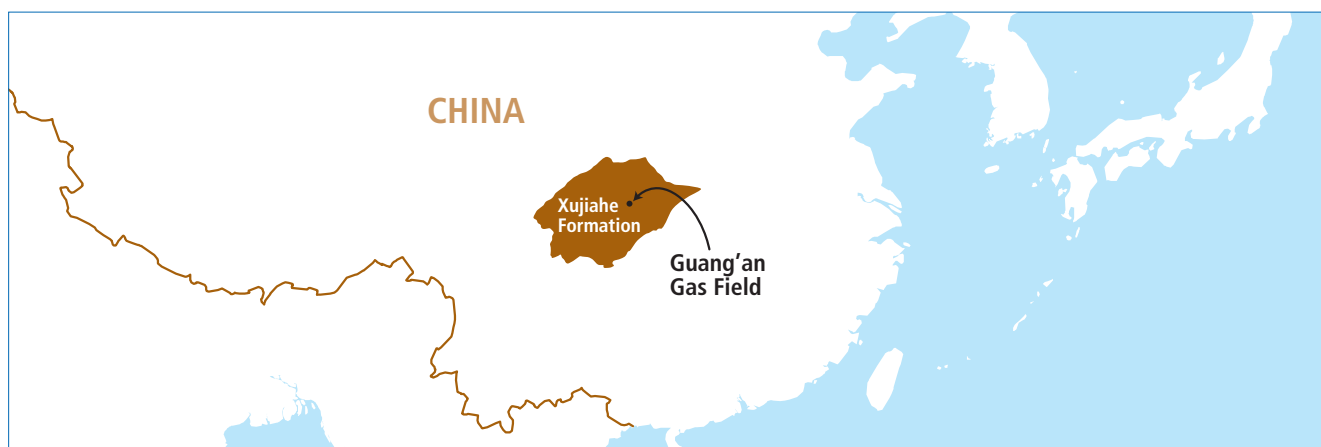 CHINA
Xujiahe
Formation
Guang’an
Gas Field